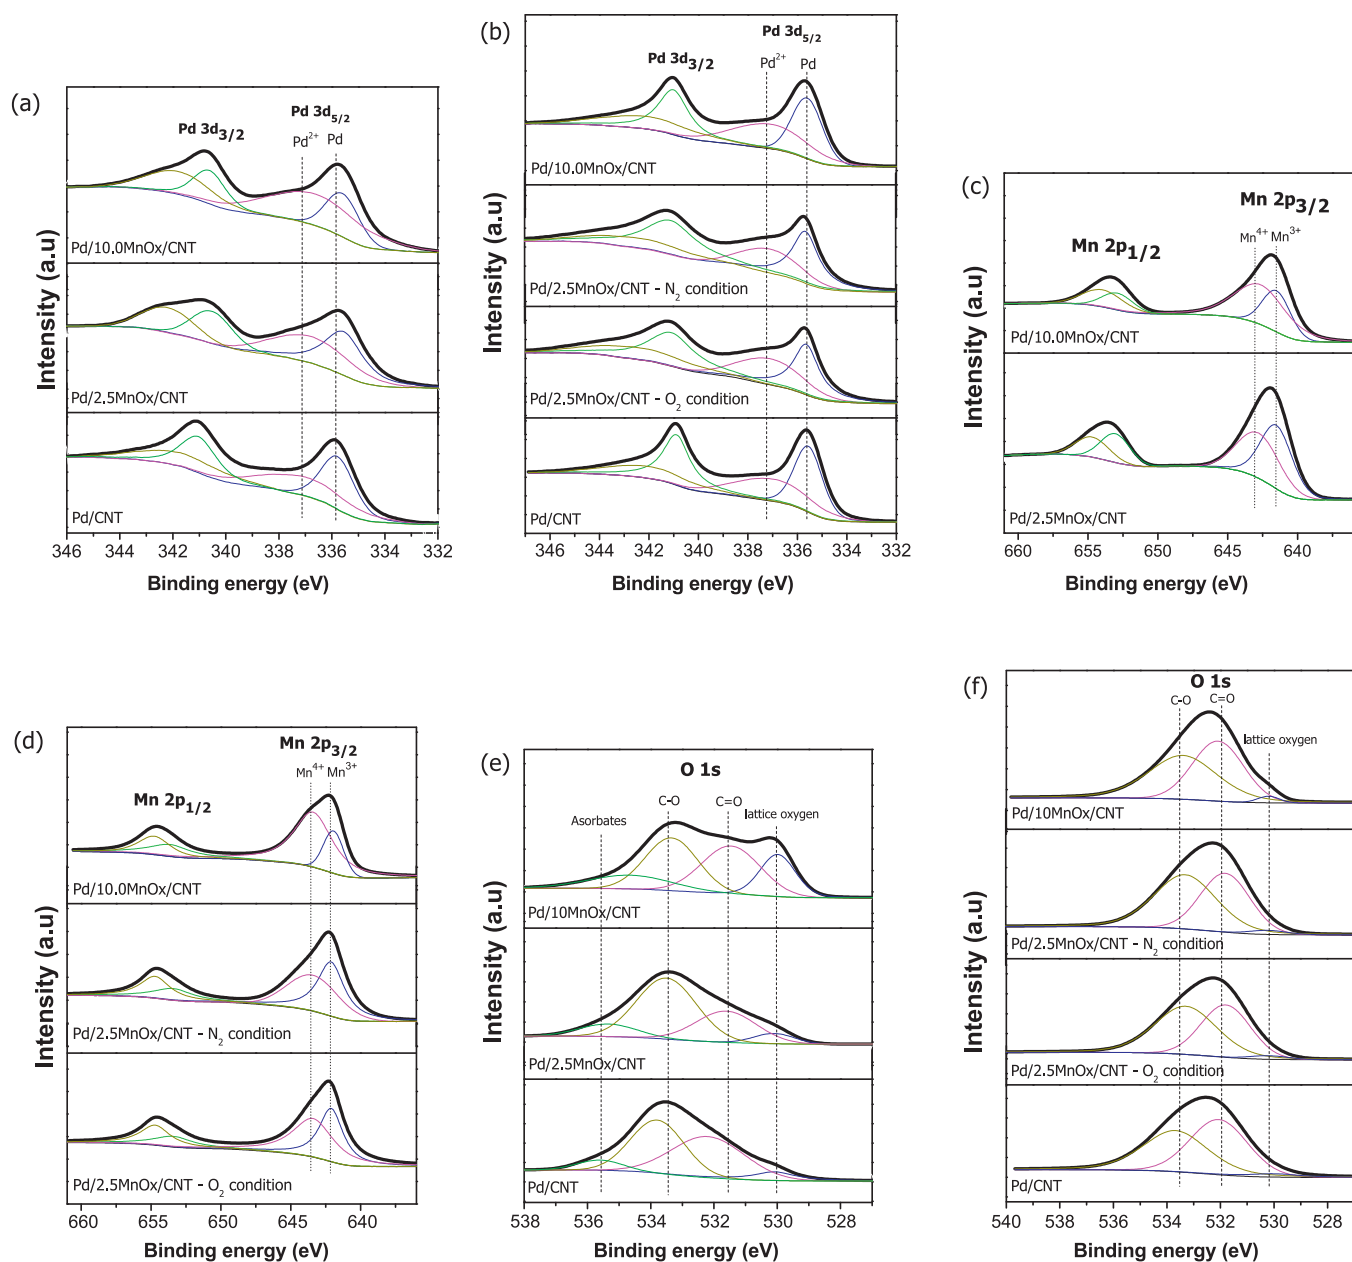 (a)
Pd 3d3/2
Pd 3d5/2
Pd2+
Pd
Pd/10.0MnOx/CNT
Pd/2.5MnOx/CNT
Pd/CNT
Intensity (a.u)
346 344 342 340 338 336 334 332
Binding energy (eV)
(b)
Pd 3d3/2
Pd 3d5/2
Pd2+
Pd
Pd/10.0MnOx/CNT
Pd/2.5MnOx/CNT - N2 condition
Pd/2.5MnOx/CNT - O2 condition
Pd/CNT
Intensity (a.u)
346 344 342 340 338 336 334 332
Binding energy (eV)
(c)
Mn 2p3/2
Mn 2p1/2
Mn4+
Mn3+
Pd/10.0MnOx/CNT
Pd/2.5MnOx/CNT
Intensity (a.u)
660 655 650 645 640
Binding energy (eV)
(d)
Mn 2p3/2
Mn4+
Mn3+
Mn 2p1/2
Pd/10.0MnOx/CNT
Pd/2.5MnOx/CNT - N2 condition
Pd/2.5MnOx/CNT - O2 condition
Intensity (a.u)
660 655 650 645 640
Binding energy (eV)
(e)
O 1s
Asorbates
C-O
C=O
lattice oxygen
Pd/10MnOx/CNT
Pd/2.5MnOx/CNT
Pd/CNT
Intensity (a.u)
538 537 535 534 532 531 529 528
Binding energy (eV)
(f)
O 1s
C-O
C=O
lattice oxygen
Pd/10MnOx/CNT
Pd/2.5MnOx/CNT - N2 condition
Pd/2.5MnOx/CNT - O2 condition
Pd/CNT
Intensity (a.u)
540 538 536 534 532 530 528
Binding energy (eV)